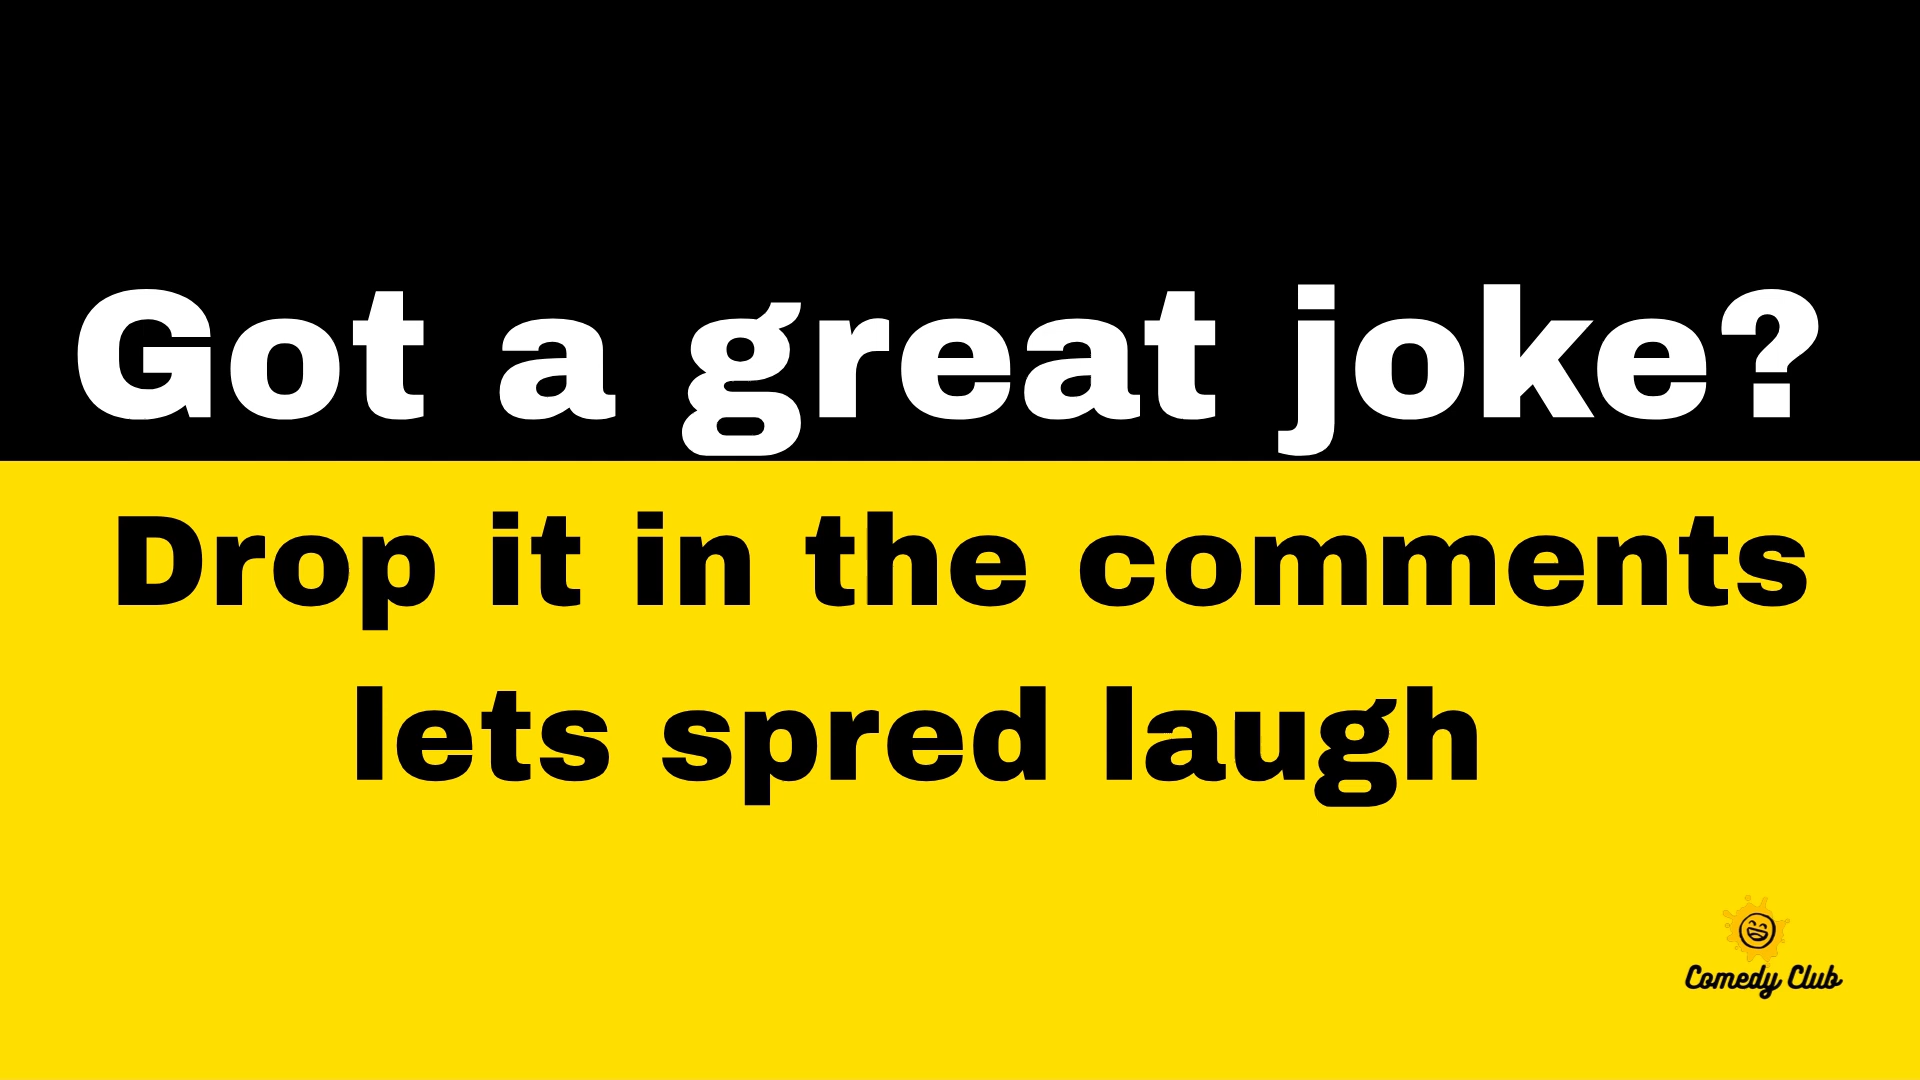 Got a great joke?
Drop it in the comments
lets spred laugh
Comedy Club